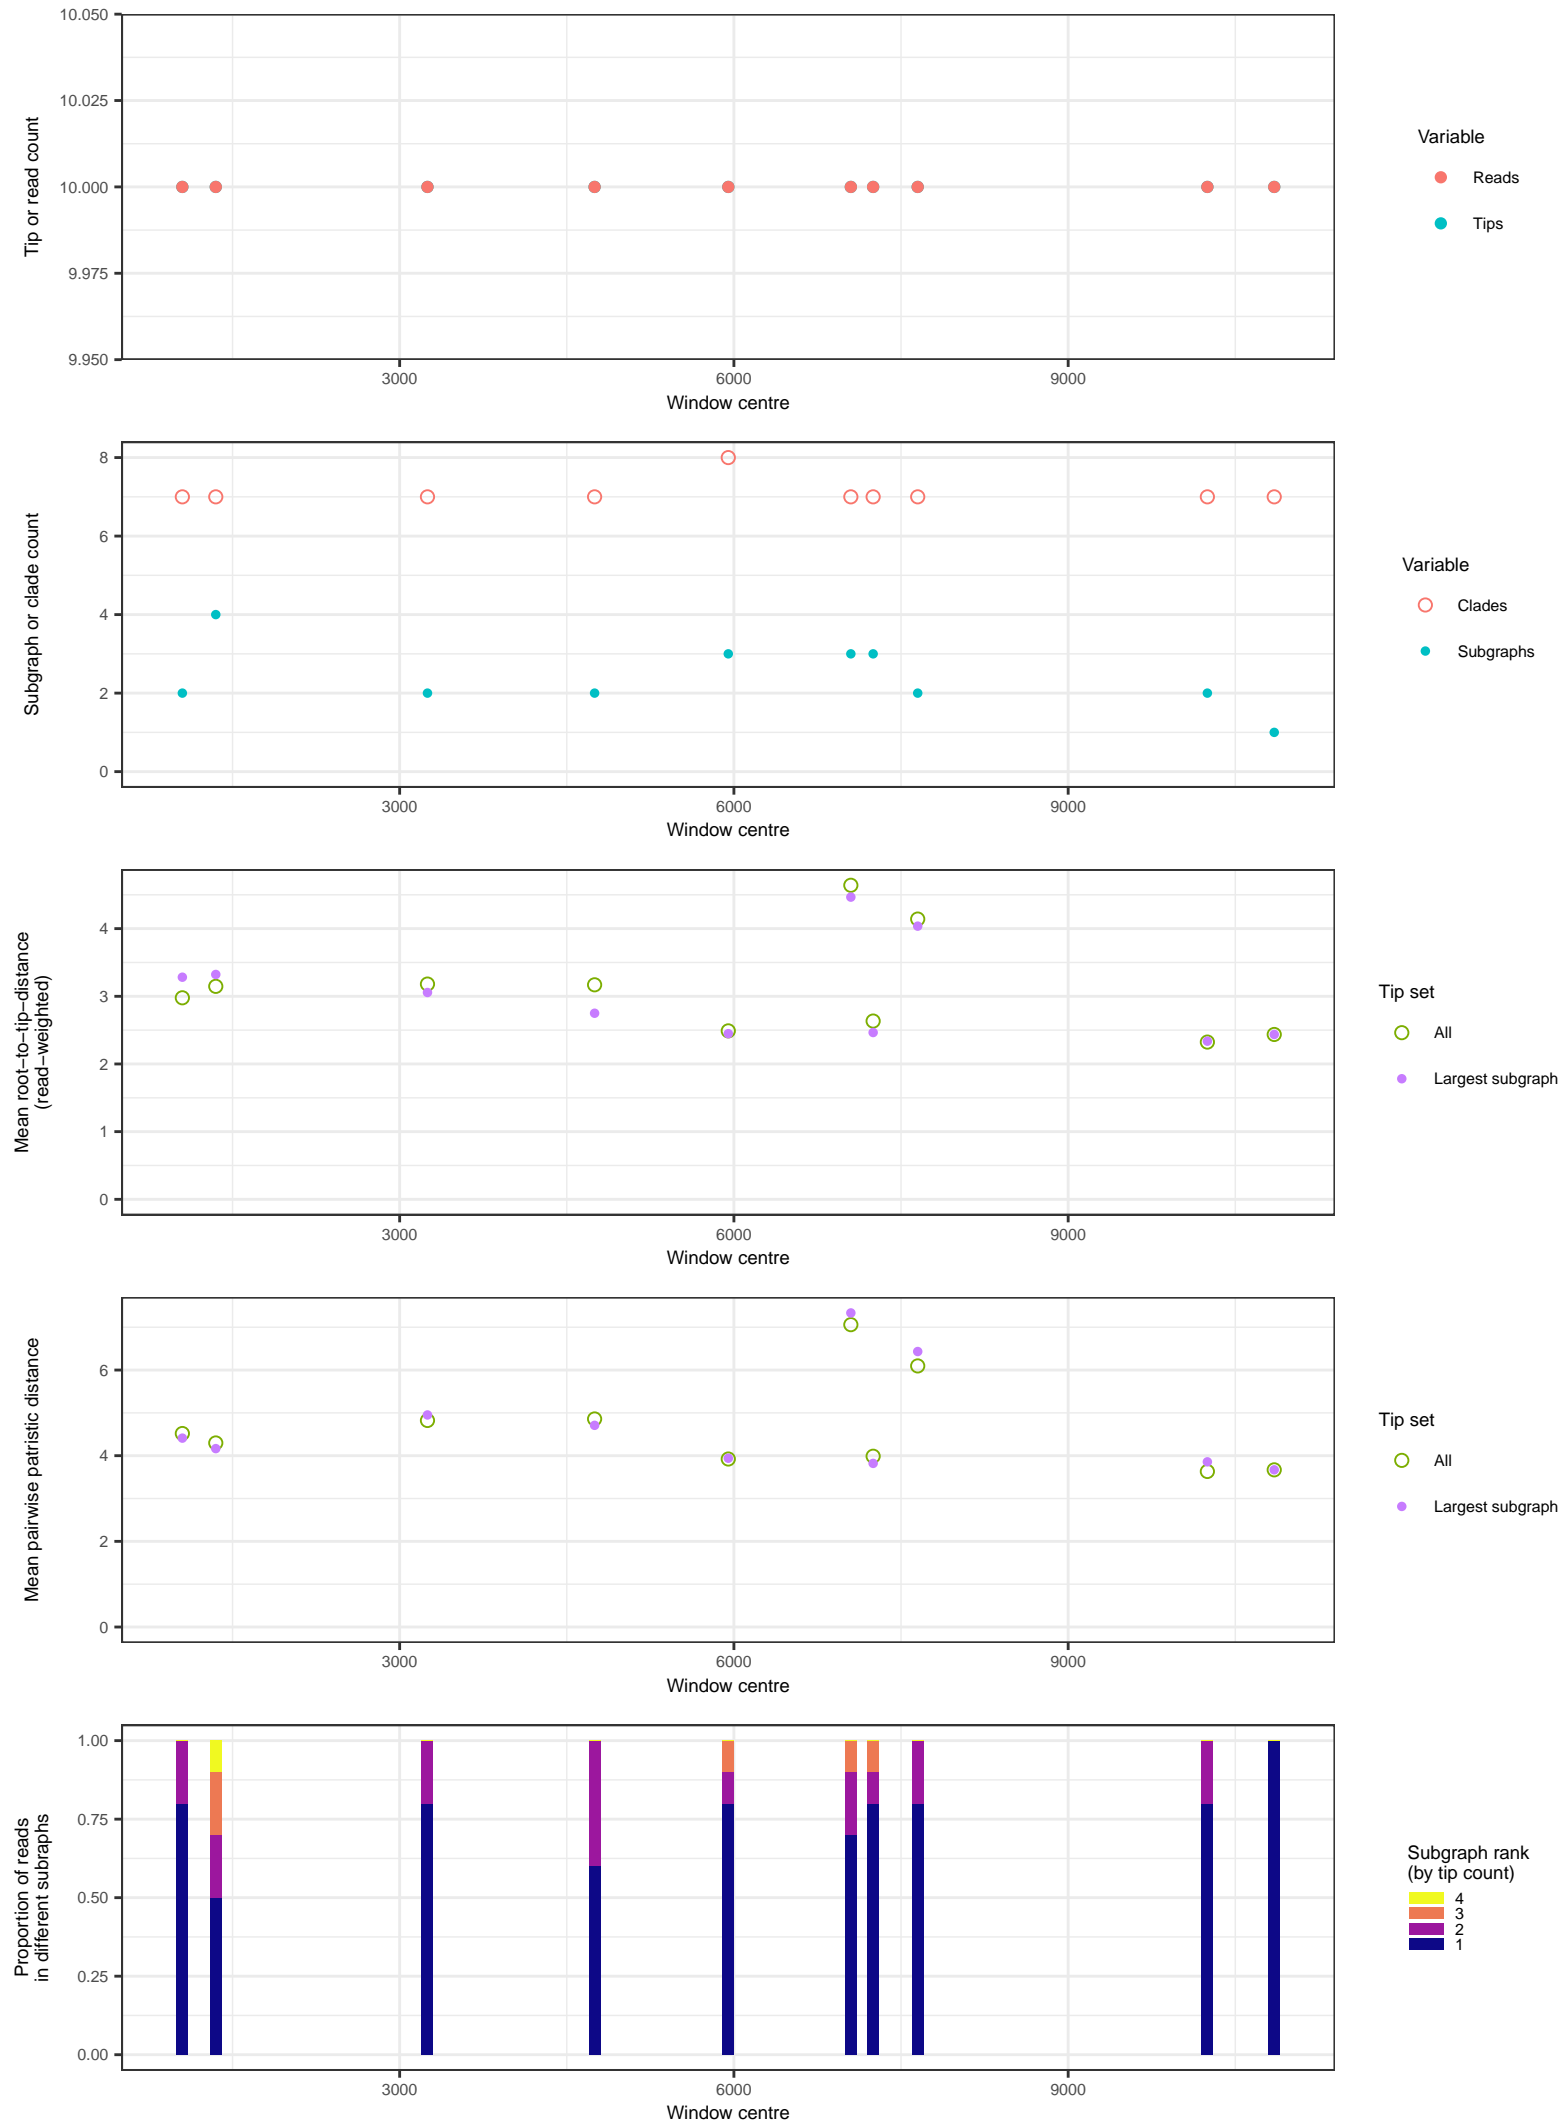 10.050
10.025
10.000
9.975
9.950
Tip or read count
3000
6000
9000
Window centre
Variable
Reads
Tips
8
6
4
2
0
Subgraph or clade count
3000
6000
9000
Window centre
Variable
Clades
Subgraphs
4
3
2
1
0
Mean root−to−tip−distance
(read−weighted)
3000
6000
9000
Window centre
Tip set
All
Largest subgraph
6
4
2
0
Mean pairwise patristic distance
3000
6000
9000
Window centre
Tip set
All
Largest subgraph
1.00
0.75
0.50
0.25
0.00
Proportion of reads
in different subraphs
3000
6000
9000
Window centre
Subgraph rank
(by tip count)
4
3
2
1